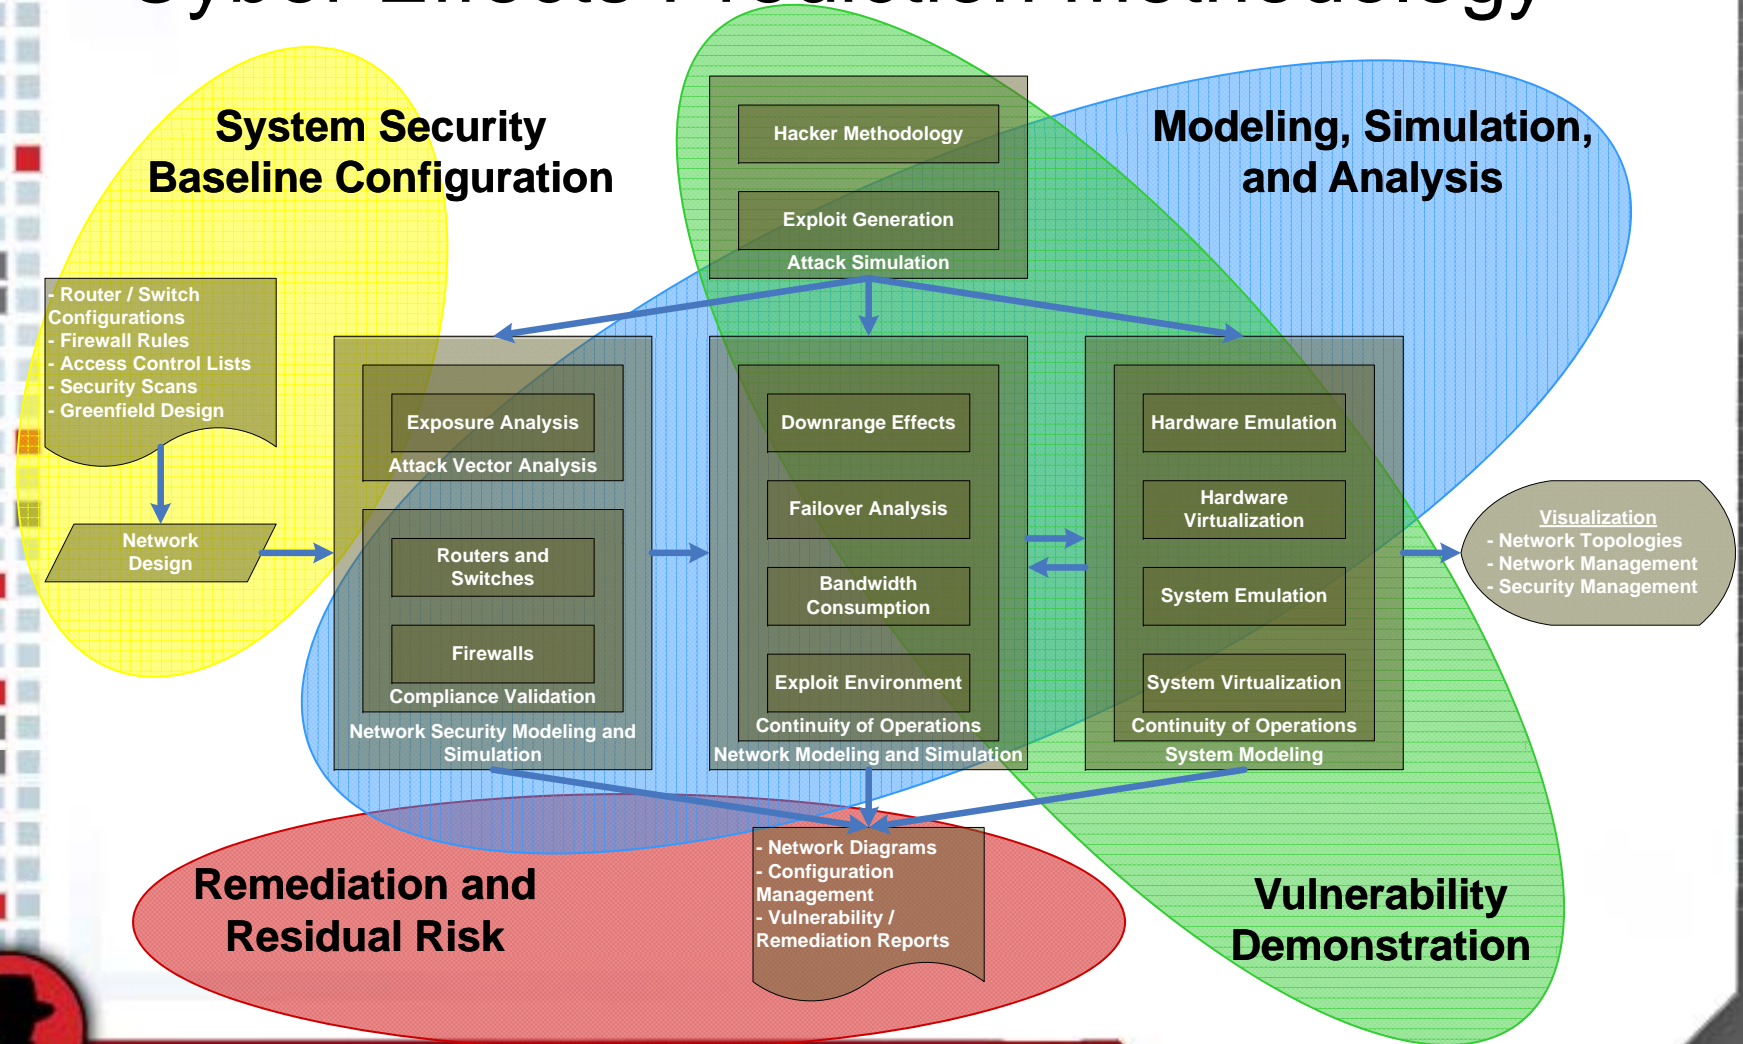 Cyber Effects Prediction Methodology
System Security
Baseline Configuration
Modeling, Simulation,
and Analysis
Hacker Methodology
Exploit Generation
Attack Simulation
- Router / Switch
Configurations
- Firewall Rules
- Access Control Lists
- Security Scans
- Greenfield Design
Network
Design
Exposure Analysis
Attack Vector Analysis
Routers and
Switches
Firewalls
Compliance Validation
Network Security Modeling and
Simulation
Downrange Effects
Failover Analysis
Bandwidth
Consumption
Exploit Environment
Continuity of Operations
Network Modeling and Simulation
Hardware Emulation
Hardware
Virtualization
System Emulation
System Virtualization
Continuity of Operations
System Modeling
Visualization
- Network Topologies
- Network Management
- Security Management
Remediation and
Residual Risk
- Network Diagrams
- Configuration
Management
- Vulnerability /
Remediation Reports
Vulnerability
Demonstration